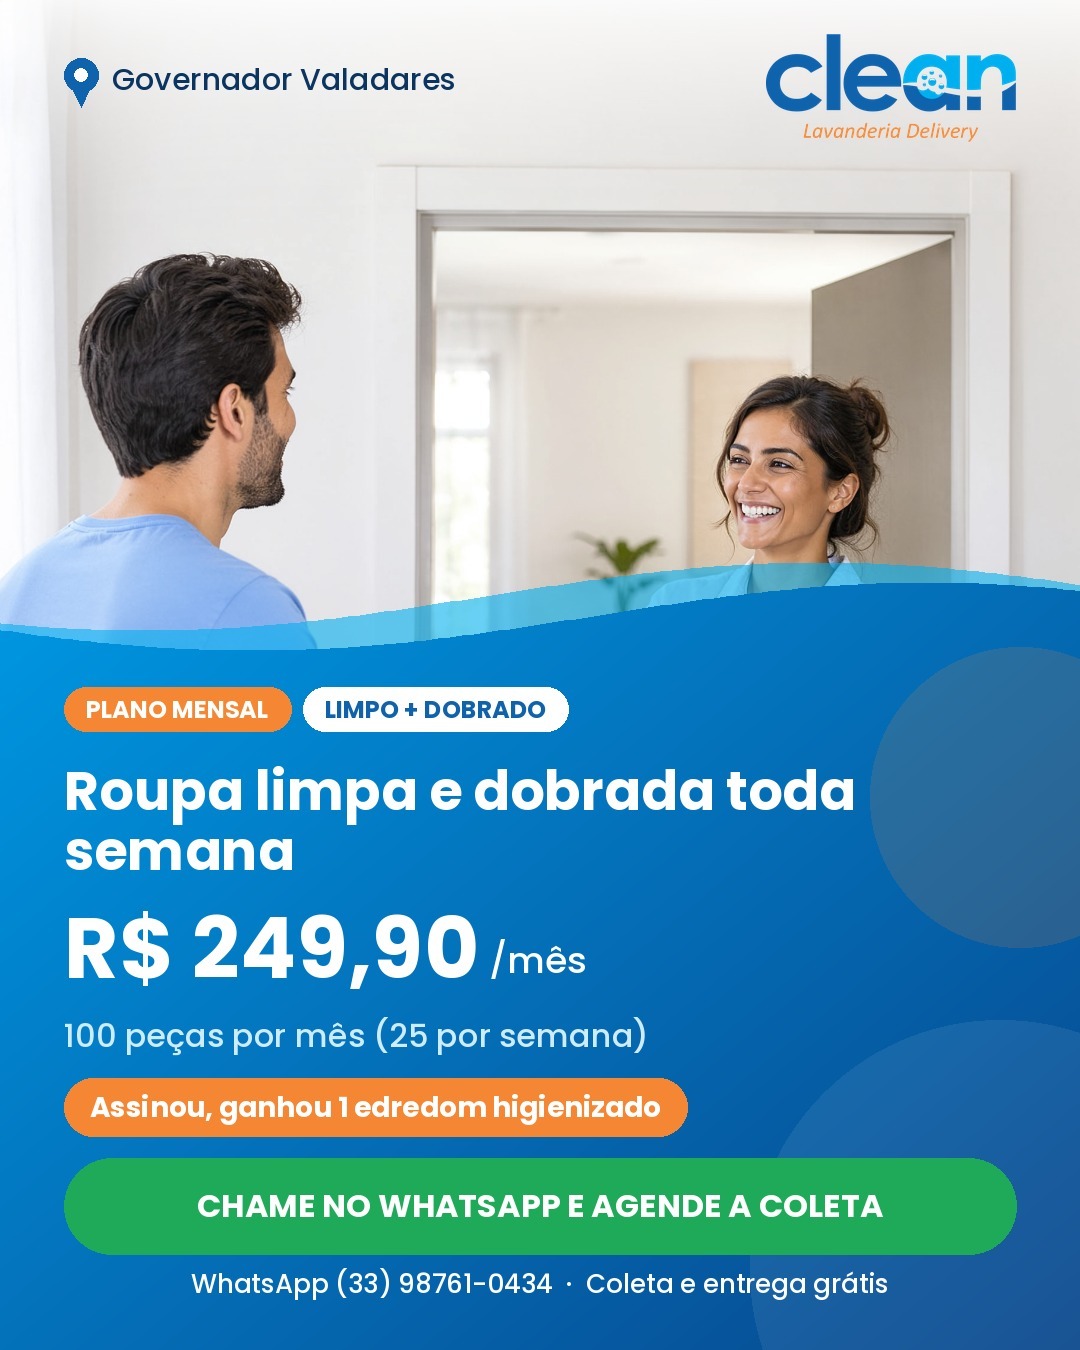 Governador Valadares
clean
Lavanderia Delivery
PLANO MENSAL
LIMPO + DOBRADO
Roupa limpa e dobrada toda
semana
R$ 249,90 /mês
100 peças por mês (25 por semana)
Assinou, ganhou 1 edredom higienizado
CHAME NO WHATSAPP E AGENDE A COLETA
WhatsApp (33) 98761-0434 · Coleta e entrega grátis